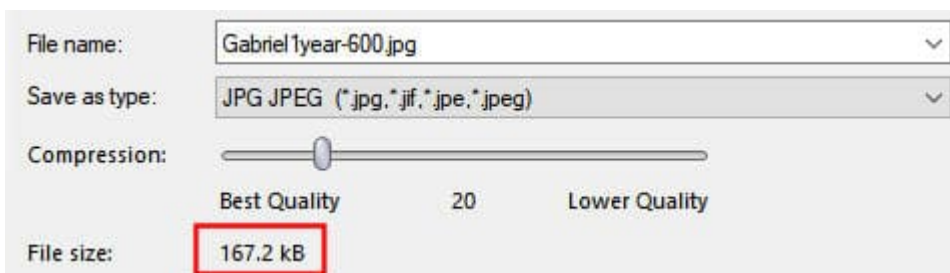 File name: Gabriel1year-600.jpg
Save as type: JPG JPEG (*.jpg,*.jif,*.jpe,*.jpeg)
Compression:
Best Quality 20 Lower Quality
File size: 167.2 kB